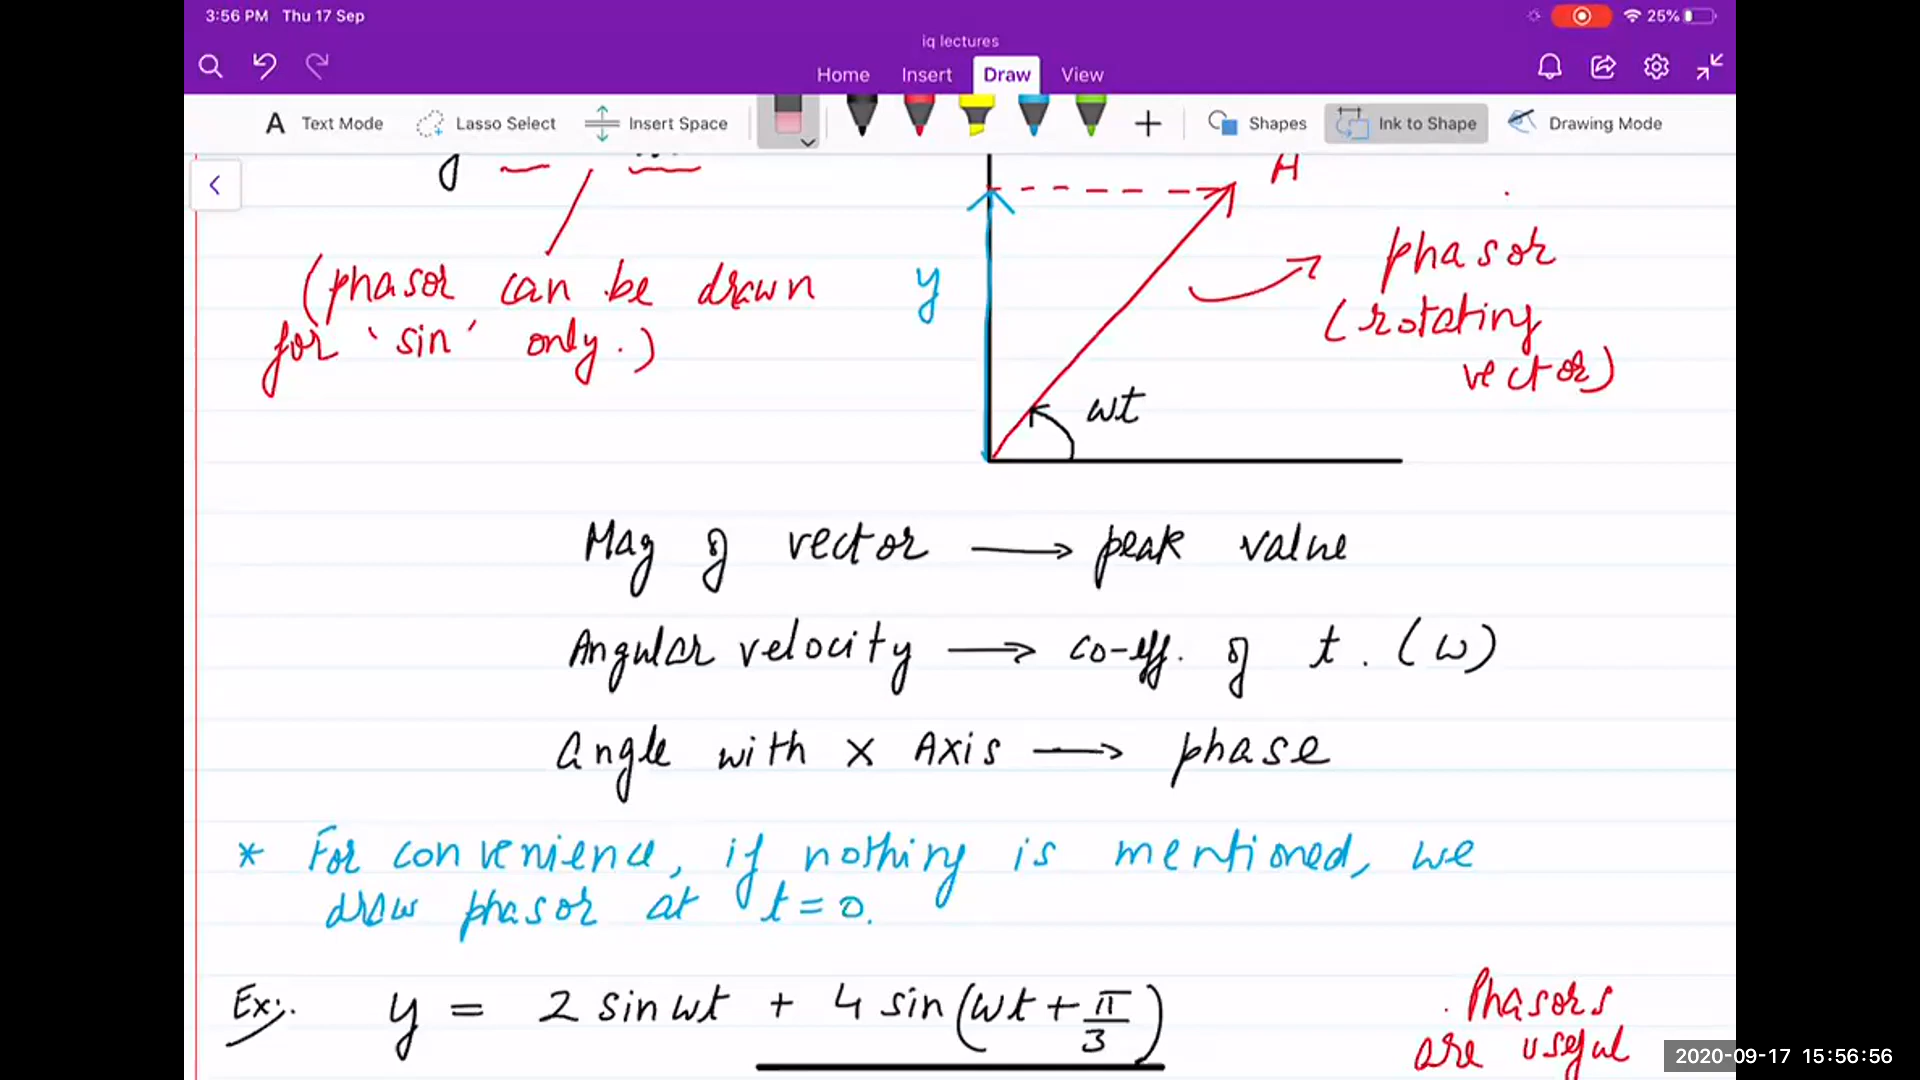 3:56 PM Thu 17 Sep
25%
iq lectures
Home Insert Draw View
A Text Mode Lasso Select Insert Space Shapes Ink to Shape Drawing Mode
A
(phasor can be drawn
for 'sin' only.)
y
phasor
(rotating
vector)
ωt
Mag of vector → peak value
Angular velocity → co-eff. of t. (ω)
Angle with X Axis → phase
* For convenience, if nothing is mentioned, we
draw phasor at t=0.
Ex:. y = 2 sin ωt + 4 sin(ωt + π/3)
Phasors
are useful
2020-09-17 15:56:56